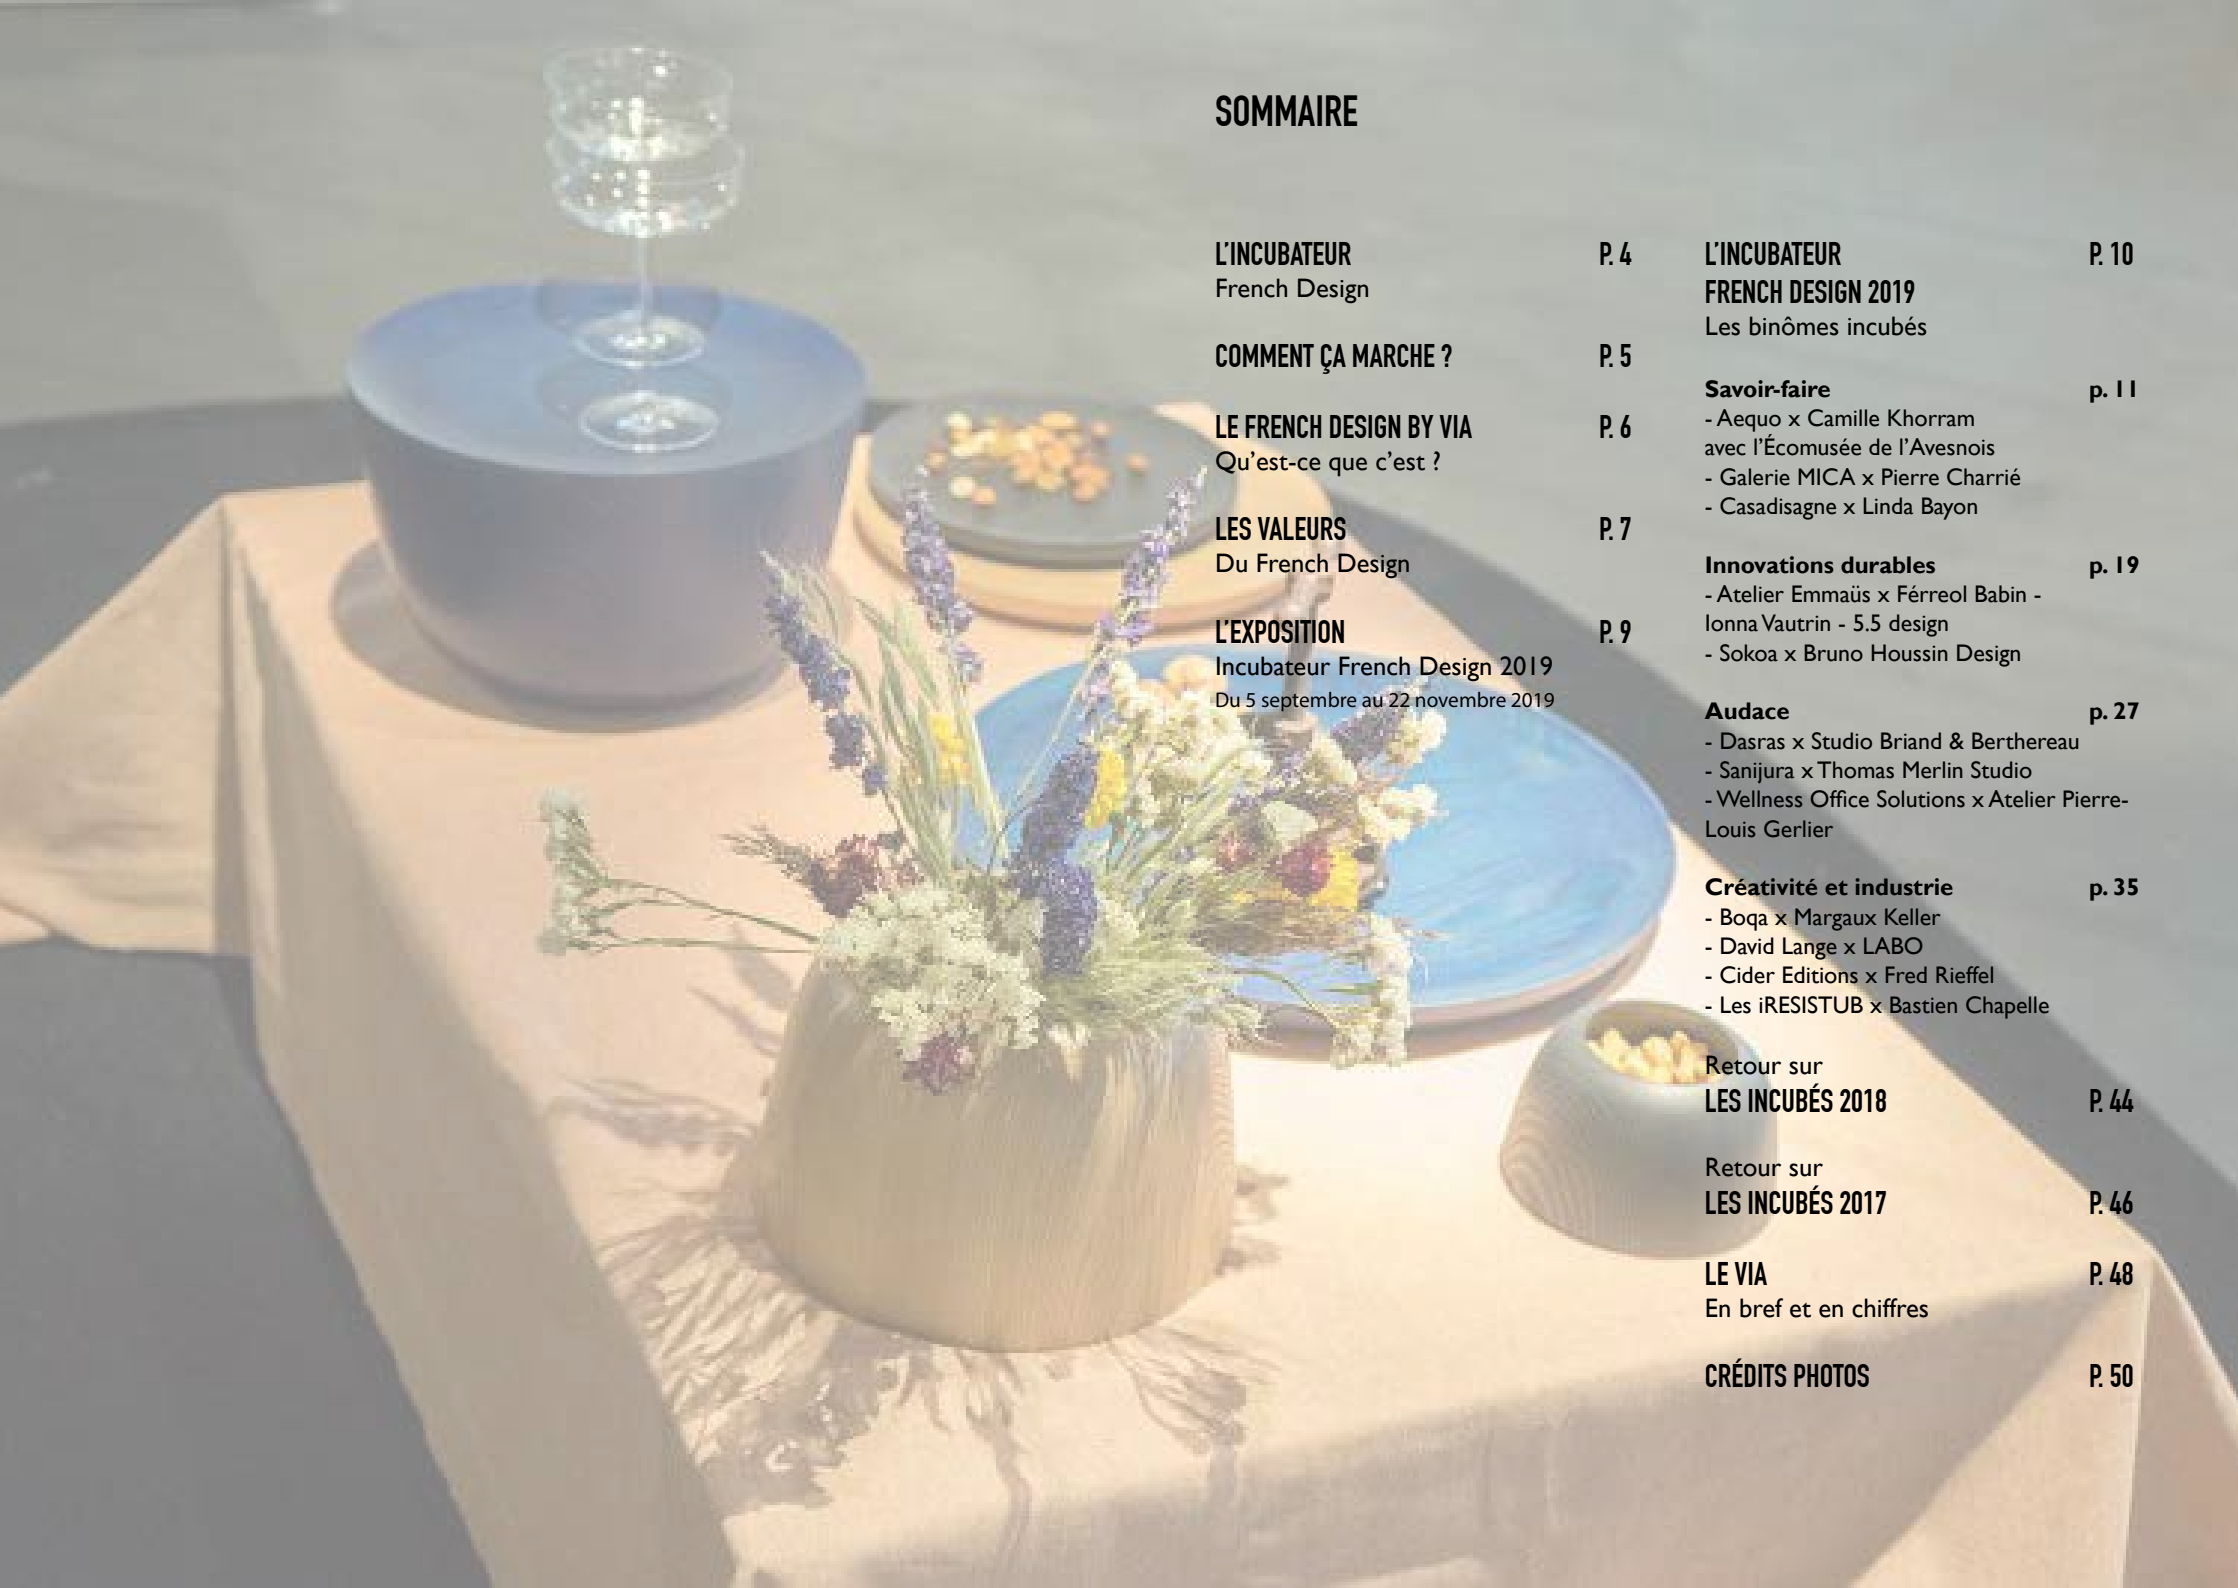 SOMMAIRE
L'INCUBATEUR P. 4
French Design
COMMENT ÇA MARCHE ? P. 5
LE FRENCH DESIGN BY VIA P. 6
Qu'est-ce que c'est ?
LES VALEURS P. 7
Du French Design
L'EXPOSITION P. 9
Incubateur French Design 2019
Du 5 septembre au 22 novembre 2019
L'INCUBATEUR P. 10
FRENCH DESIGN 2019
Les binômes incubés
Savoir-faire p. 11
- Aequo x Camille Khorram
avec l'Écomusée de l'Avesnois
- Galerie MICA x Pierre Charrié
- Casadisagne x Linda Bayon
Innovations durables p. 19
- Atelier Emmaüs x Férreol Babin -
Ionna Vautrin - 5.5 design
- Sokoa x Bruno Houssin Design
Audace p. 27
- Dasras x Studio Briand & Berthereau
- Sanijura x Thomas Merlin Studio
- Wellness Office Solutions x Atelier Pierre-
Louis Gerlier
Créativité et industrie p. 35
- Boqa x Margaux Keller
- David Lange x LABO
- Cider Editions x Fred Rieffel
- Les iRESISTUB x Bastien Chapelle
Retour sur
LES INCUBÉS 2018 P. 44
Retour sur
LES INCUBÉS 2017 P. 46
LE VIA P. 48
En bref et en chiffres
CRÉDITS PHOTOS P. 50